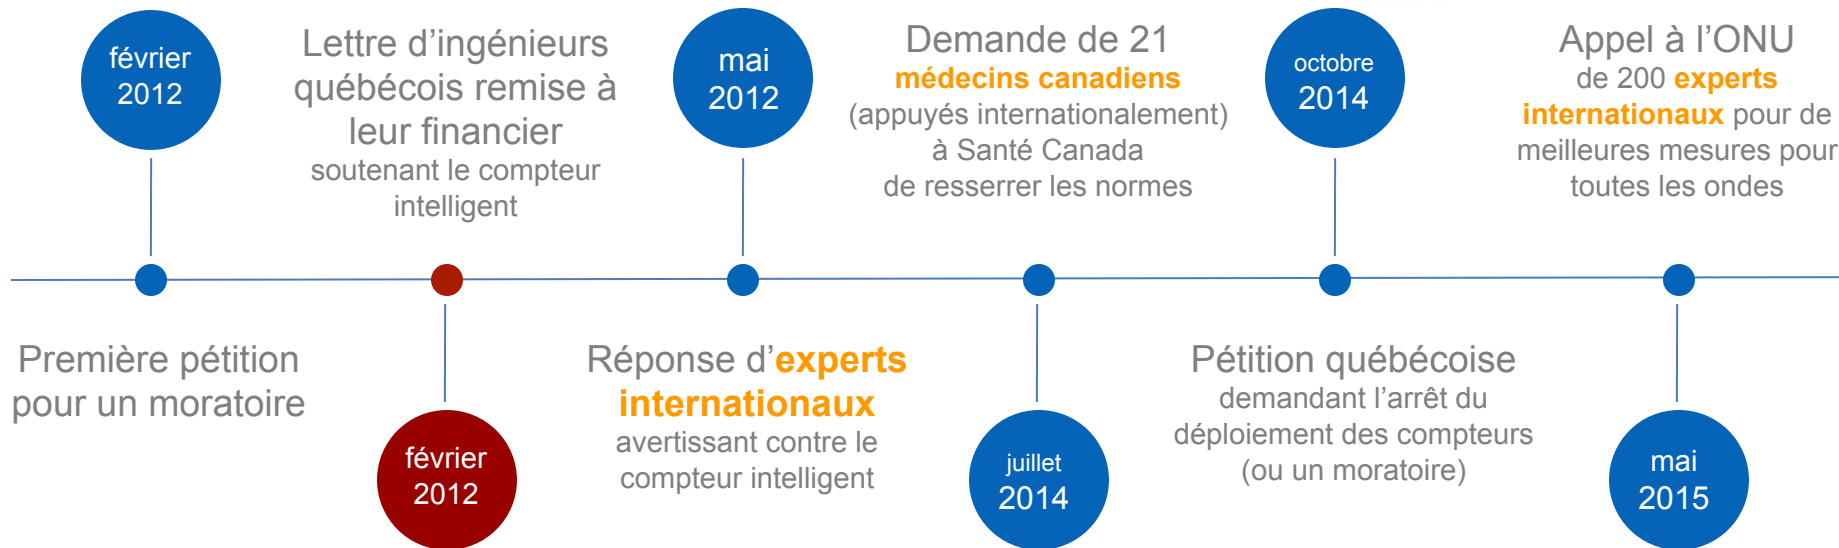 février
2012
Première pétition
pour un moratoire
Lettre d’ingénieurs
québécois remise à
leur financier
soutenant le compteur
intelligent
février
2012
mai
2012
Réponse d’experts
internationaux
avertissant contre le
compteur intelligent
Demande de 21
médecins canadiens
(appuyés internationalement)
à Santé Canada
de resserrer les normes
juillet
2014
octobre
2014
Pétition québécoise
demandant l’arrêt du
déploiement des compteurs
(ou un moratoire)
Appel à l’ONU
de 200 experts
internationaux pour de
meilleures mesures pour
toutes les ondes
mai
2015